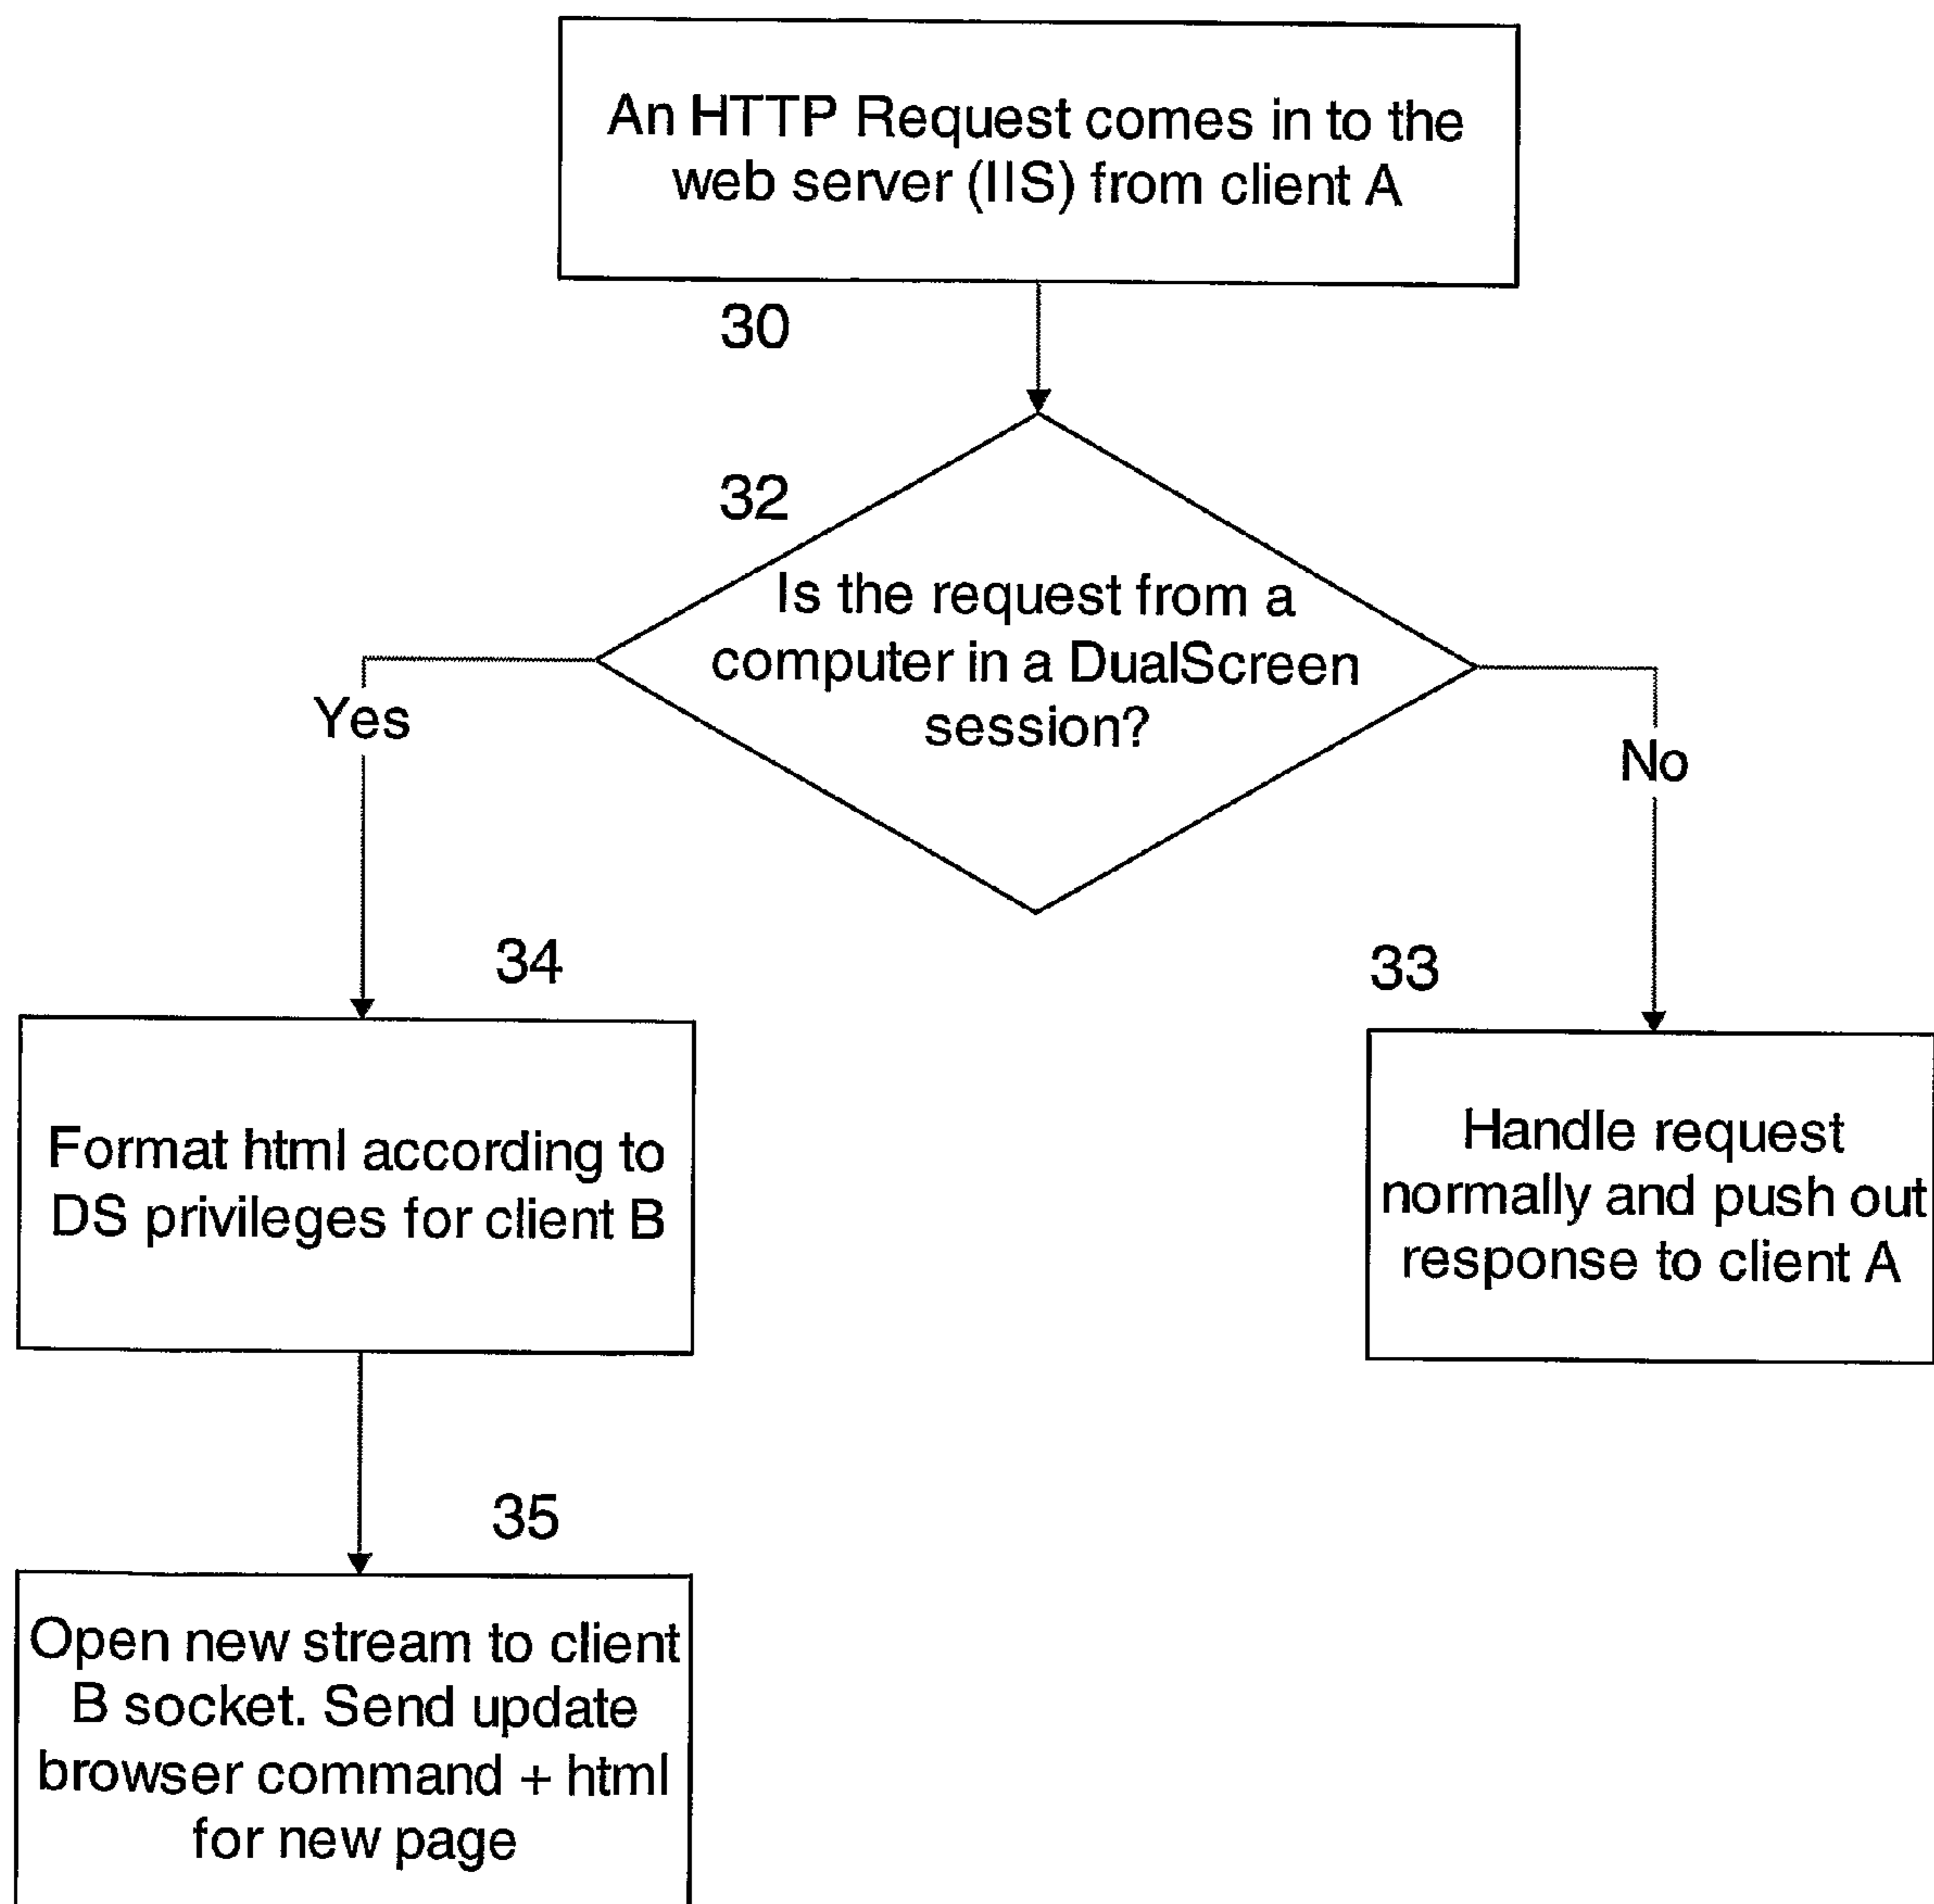 An HTTP Request comes in to the
web server (IIS) from client A
30
32
Is the request from a
computer in a DualScreen
session?
Yes
No
34
33
Format html according to
DS privileges for client B
Handle request
normally and push out
response to client A
35
Open new stream to client
B socket. Send update
browser command + html
for new page